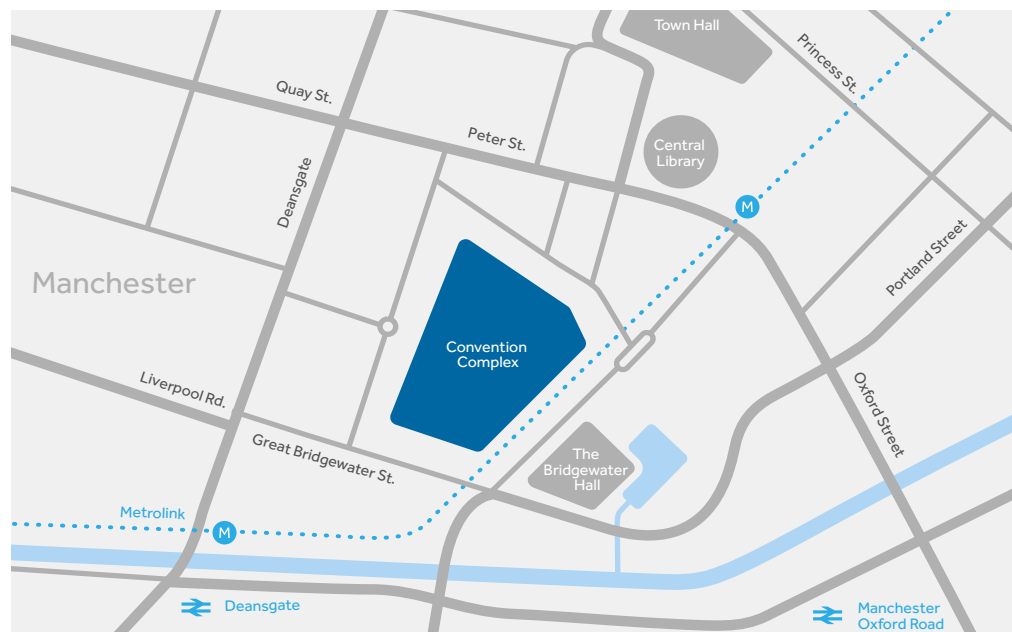 Town Hall
Princess St.
Quay St.
Peter St.
Central
Library
Deansgate
M
Portland Street
Manchester
Convention
Complex
Liverpool Rd.
Oxford Street
Great Bridgewater St.
The
Bridgewater
Hall
Metrolink
M
Deansgate
Manchester
Oxford Road